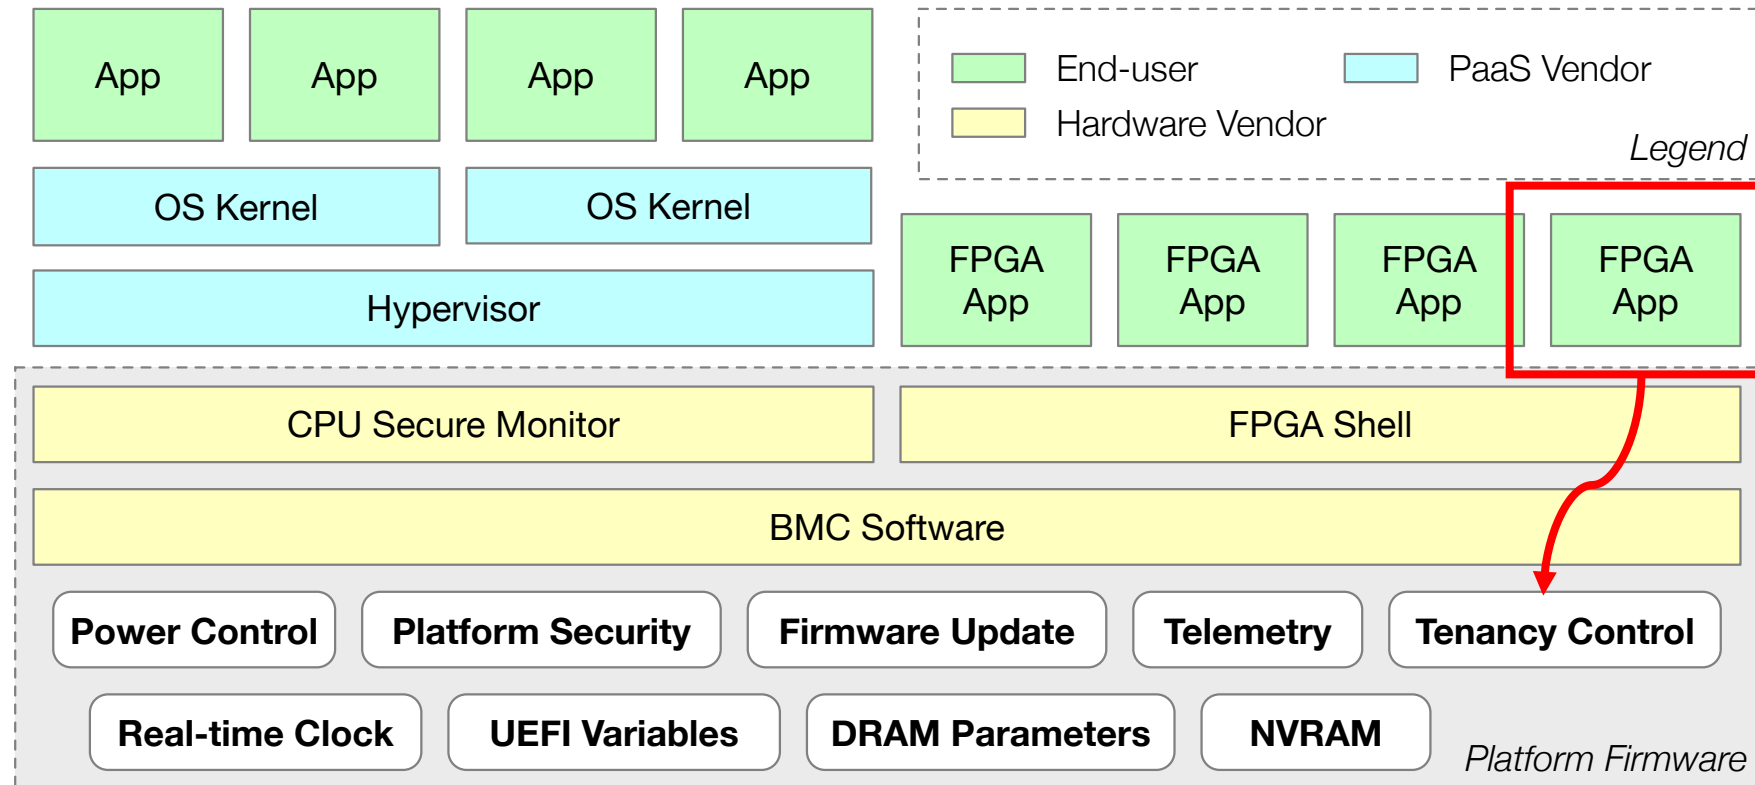 App
App
App
App
End-user
PaaS Vendor
Hardware Vendor
Legend
OS Kernel
OS Kernel
Hypervisor
FPGA
App
FPGA
App
FPGA
App
FPGA
App
CPU Secure Monitor
FPGA Shell
BMC Software
Power Control
Platform Security
Firmware Update
Telemetry
Tenancy Control
Real-time Clock
UEFI Variables
DRAM Parameters
NVRAM
Platform Firmware